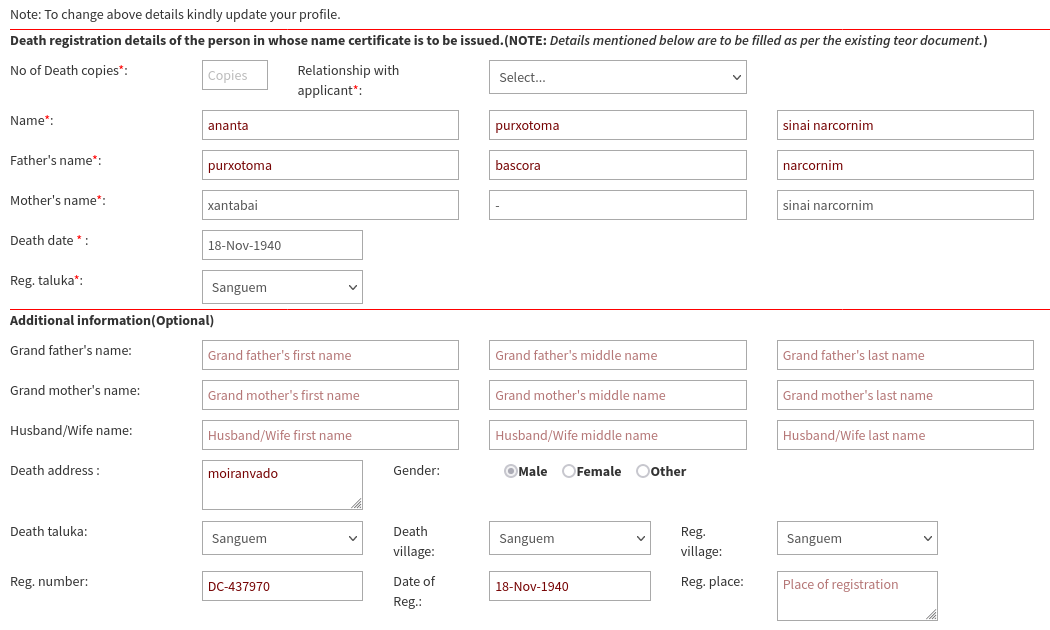 Note: To change above details kindly update your profile.
Death registration details of the person in whose name certificate is to be issued.(NOTE: Details mentioned below are to be filled as per the existing teor document.)
No of Death copies*: Copies Relationship with applicant*: Select...
Name*: ananta purxotoma sinai narcornim
Father's name*: purxotoma bascora narcornim
Mother's name*: xantabai - sinai narcornim
Death date * : 18-Nov-1940
Reg. taluka*: Sanguem
Additional information(Optional)
Grand father's name: Grand father's first name Grand father's middle name Grand father's last name
Grand mother's name: Grand mother's first name Grand mother's middle name Grand mother's last name
Husband/Wife name: Husband/Wife first name Husband/Wife middle name Husband/Wife last name
Death address : moiranvado Gender: Male Female Other
Death taluka: Sanguem Death village: Sanguem Reg. village: Sanguem
Reg. number: DC-437970 Date of Reg.: 18-Nov-1940 Reg. place: Place of registration